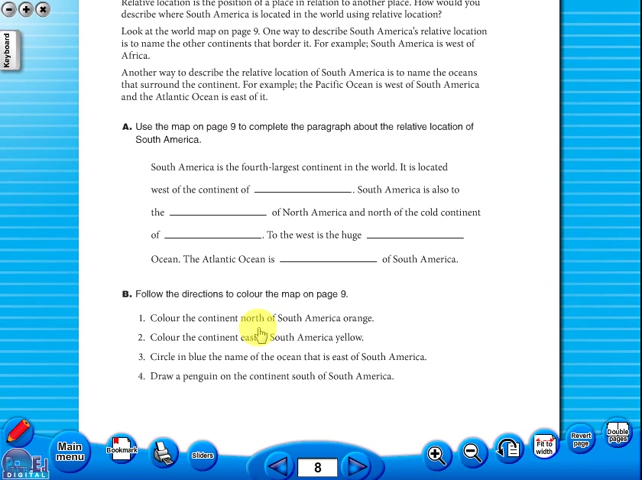 Relative location is the position of a place in relation to another place. How would you
describe where South America is located in the world using relative location?
Look at the world map on page 9. One way to describe South America's relative location
is to name the other continents that border it. For example; South America is west of
Africa.
Another way to describe the relative location of South America is to name the oceans
that surround the continent. For example; the Pacific Ocean is west of South America
and the Atlantic Ocean is east of it.
A. Use the map on page 9 to complete the paragraph about the relative location of
South America.
South America is the fourth-largest continent in the world. It is located
west of the continent of ____________. South America is also to
the ____________ of North America and north of the cold continent
of ____________. To the west is the huge ____________
Ocean. The Atlantic Ocean is ____________ of South America.
B. Follow the directions to colour the map on page 9.
1. Colour the continent north of South America orange.
2. Colour the continent east South America yellow.
3. Circle in blue the name of the ocean that is east of South America.
4. Draw a penguin on the continent south of South America.
Keyboard
Main
menu
Bookmark
Sliders
8
Fit to
width
Revert
page
Double
pages
DIGITAL